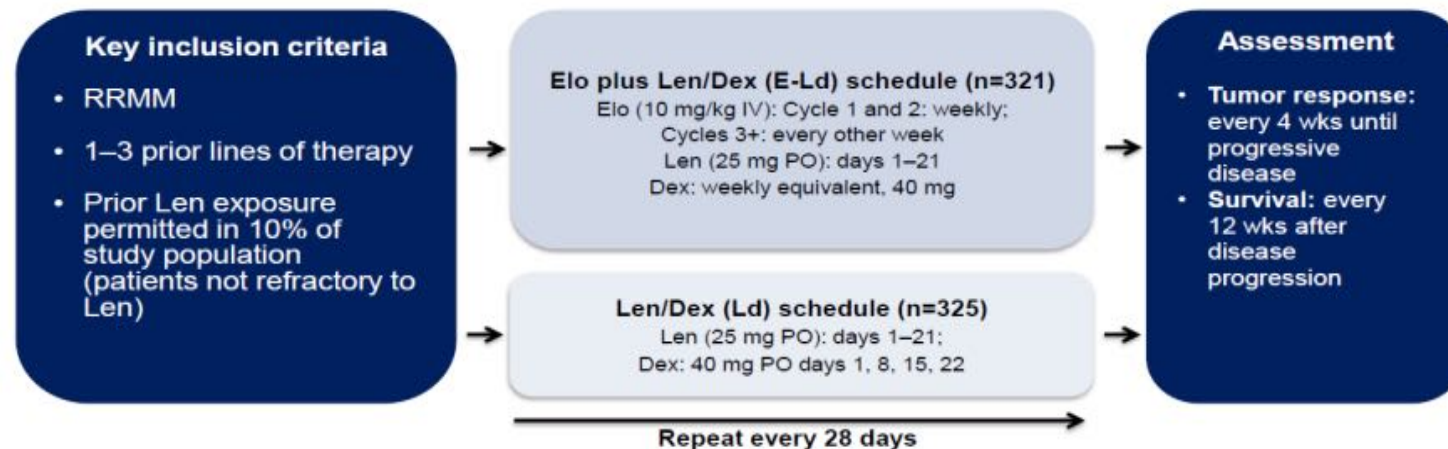 Key inclusion criteria
• RRMM
• 1–3 prior lines of therapy
• Prior Len exposure
permitted in 10% of
study population
(patients not refractory to
Len)
Elo plus Len/Dex (E-Ld) schedule (n=321)
Elo (10 mg/kg IV): Cycle 1 and 2: weekly;
Cycles 3+: every other week
Len (25 mg PO): days 1–21
Dex: weekly equivalent, 40 mg
Len/Dex (Ld) schedule (n=325)
Len (25 mg PO): days 1–21;
Dex: 40 mg PO days 1, 8, 15, 22
Repeat every 28 days
Assessment
• Tumor response:
every 4 wks until
progressive
disease
• Survival: every
12 wks after
disease
progression